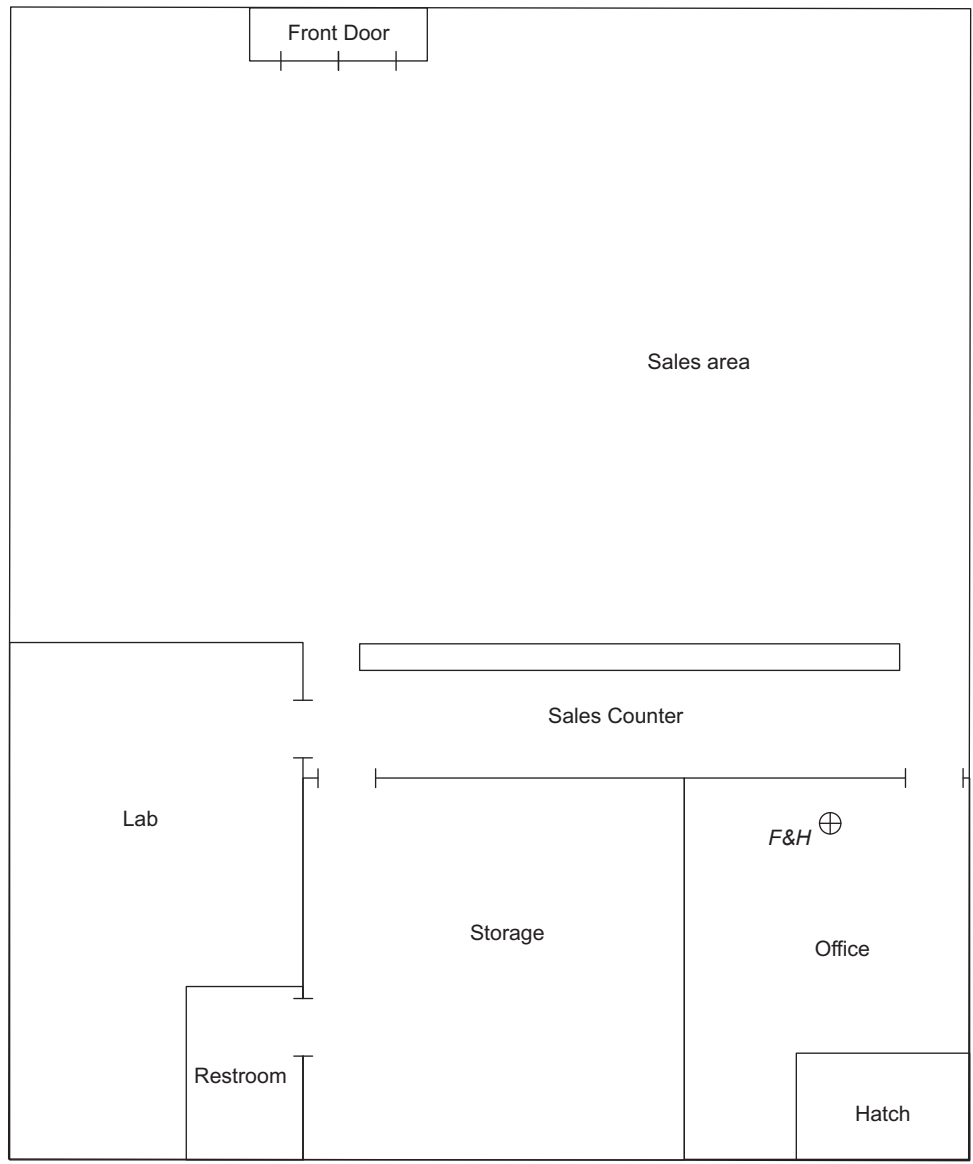 Front Door
Sales area
Sales Counter
Lab
F&H
Storage
Office
Restroom
Hatch